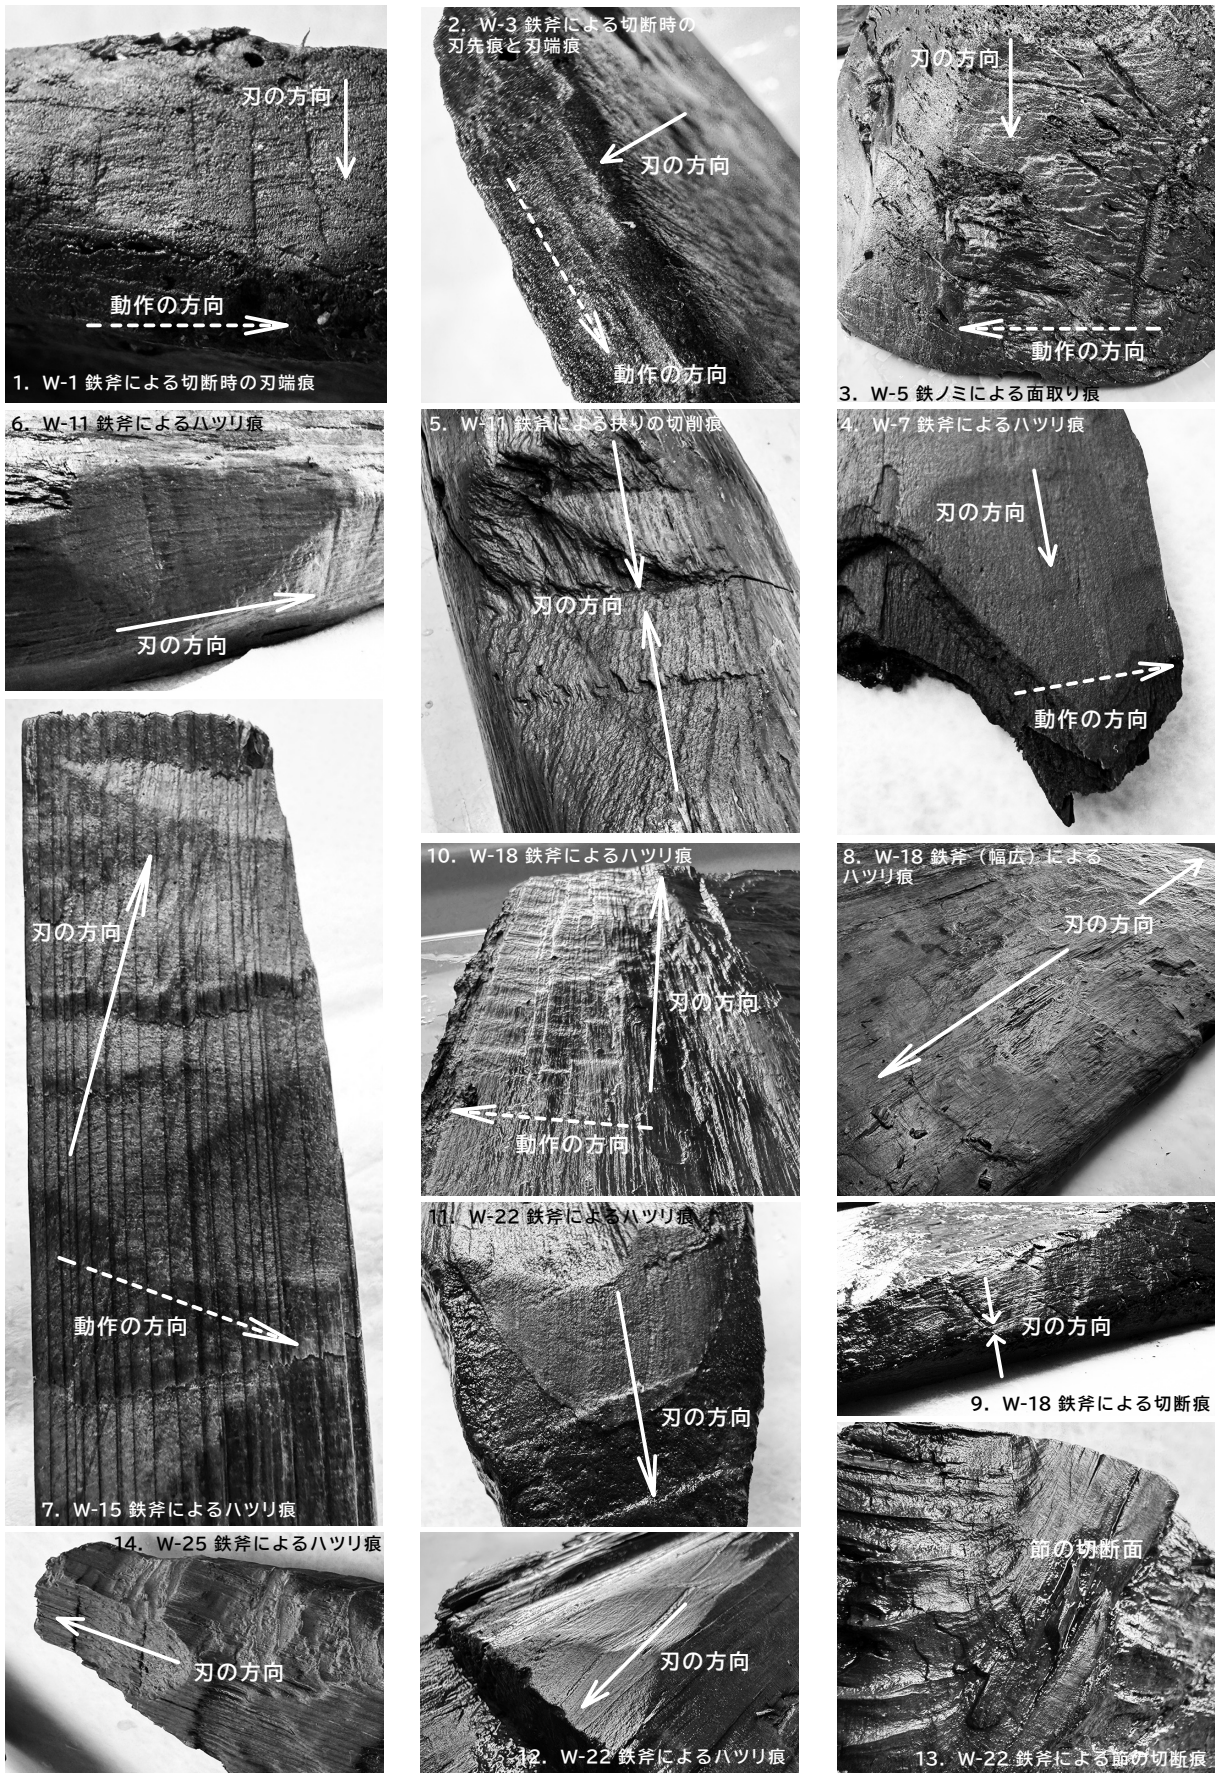 刃の方向
動作の方向
1. W-1 鉄斧による切断時の刃端痕
2. W-3 鉄斧による切断時の
刃先痕と刃端痕
刃の方向
動作の方向
刃の方向
動作の方向
3. W-5 鉄ノミによる面取り痕
6. W-11 鉄斧によるハツリ痕
刃の方向
5. W-11 鉄斧による抉りの切削痕
刃の方向
4. W-7 鉄斧によるハツリ痕
刃の方向
動作の方向
刃の方向
動作の方向
7. W-15 鉄斧によるハツリ痕
10. W-18 鉄斧によるハツリ痕
刃の方向
動作の方向
8. W-18 鉄斧（幅広）による
ハツリ痕
刃の方向
11. W-22 鉄斧によるハツリ痕
刃の方向
刃の方向
9. W-18 鉄斧による切断痕
14. W-25 鉄斧によるハツリ痕
刃の方向
刃の方向
12. W-22 鉄斧によるハツリ痕
節の切断面
13. W-22 鉄斧による節の切断痕